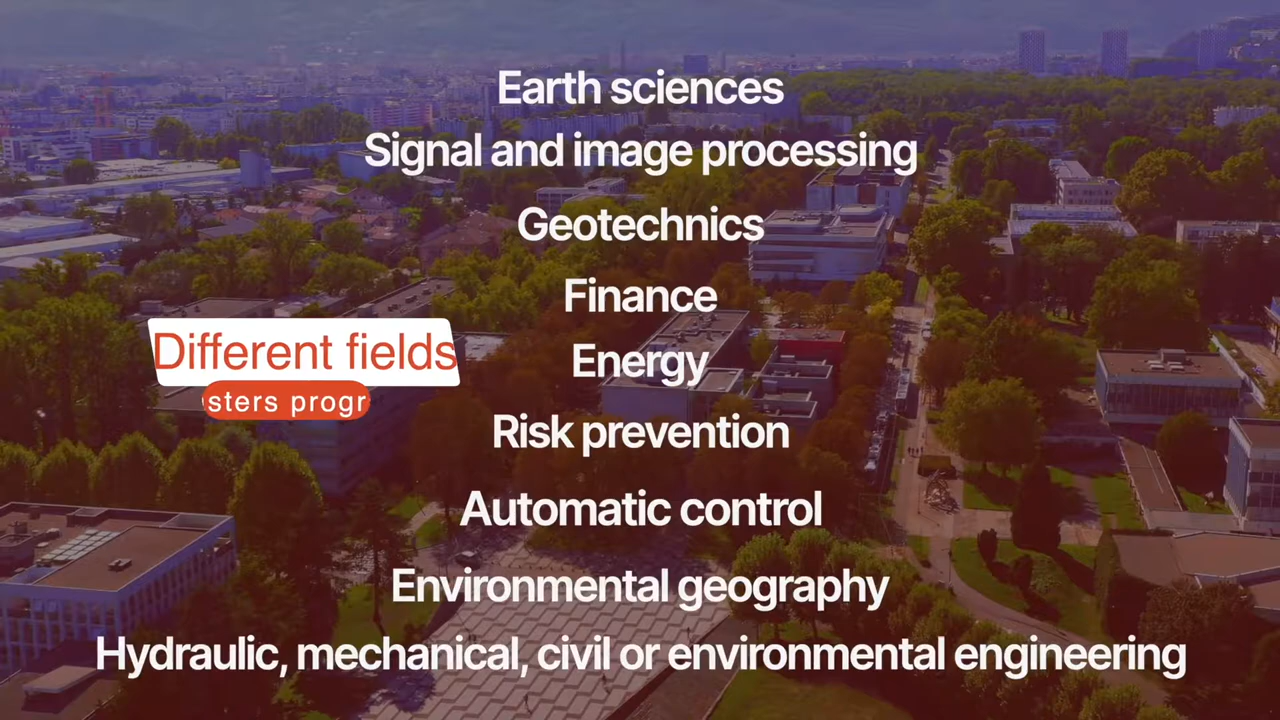 Earth sciences
Signal and image processing
Geotechnics
Finance
Different fields
Energy
sters progr
Risk prevention
Automatic control
Environmental geography
Hydraulic, mechanical, civil or environmental engineering